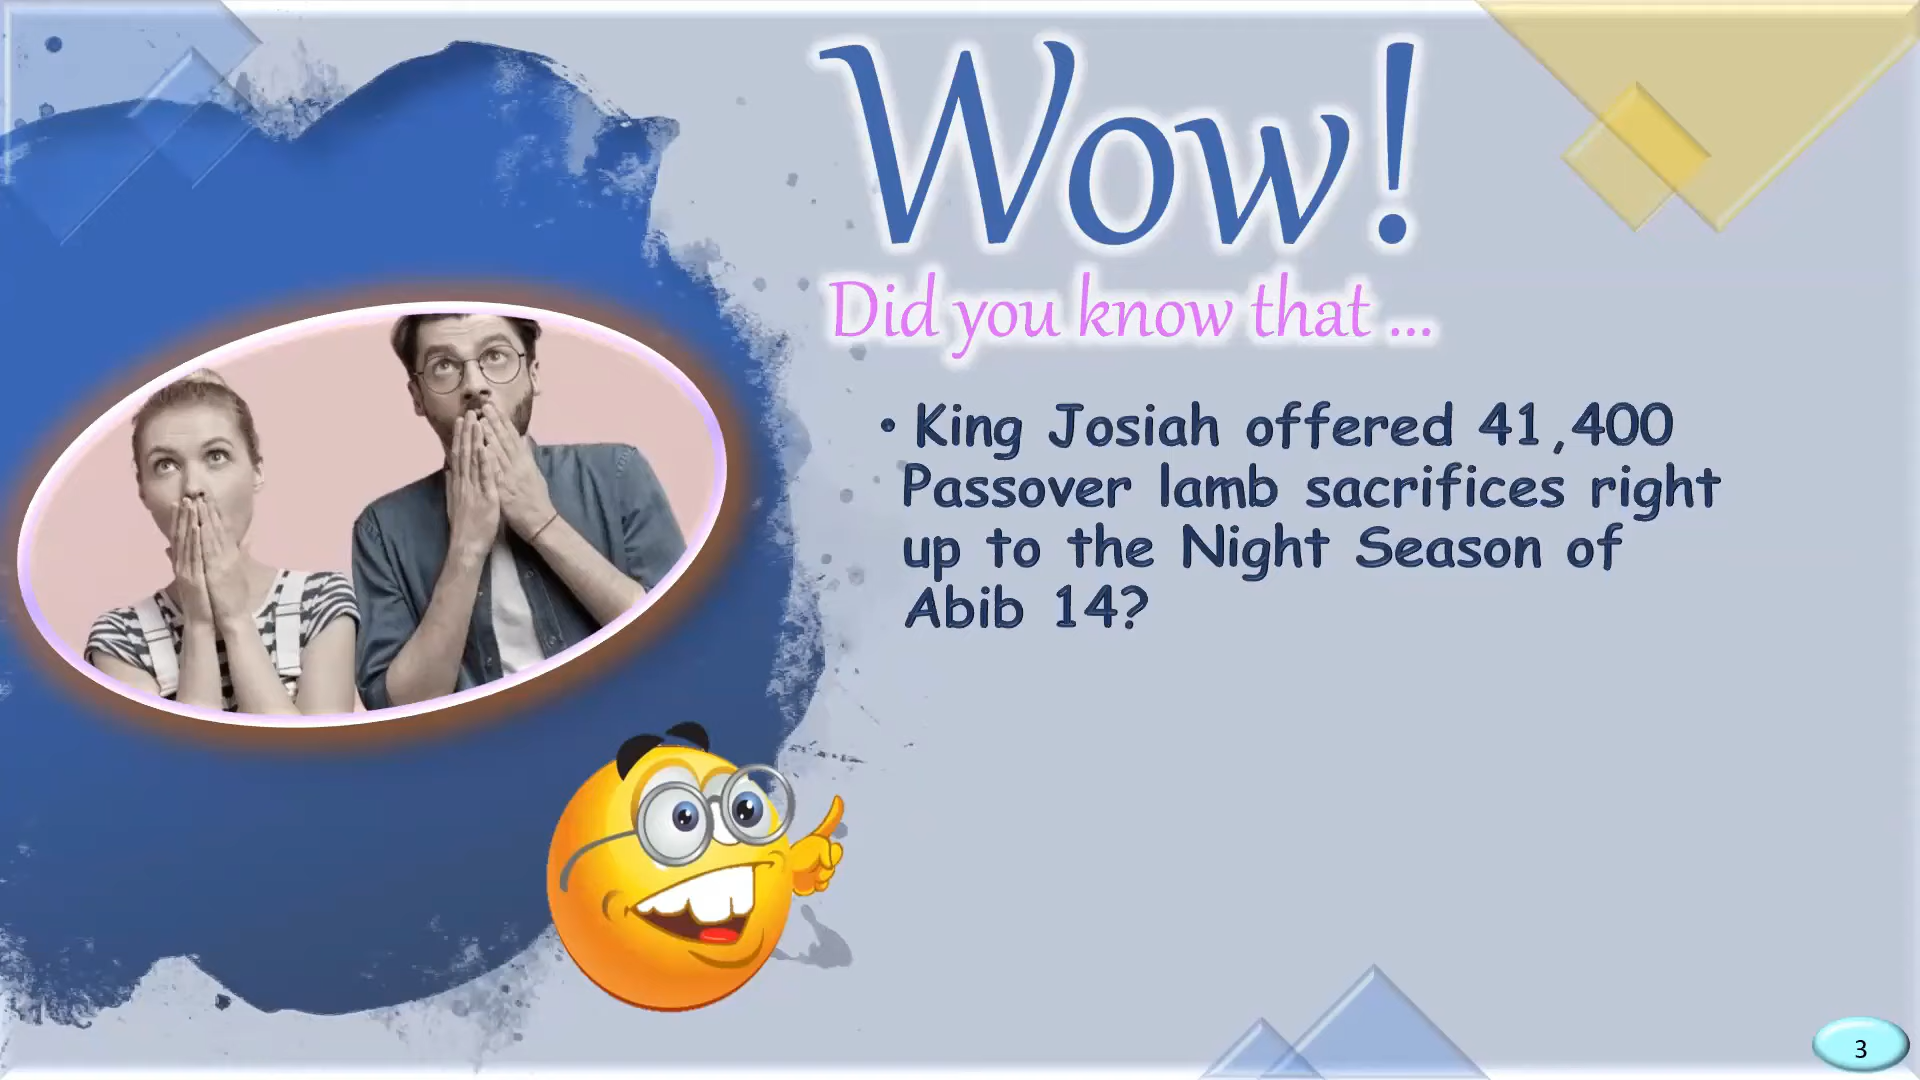 Wow!
Did you know that ...
• King Josiah offered 41,400
Passover lamb sacrifices right
up to the Night Season of
Abib 14?
3